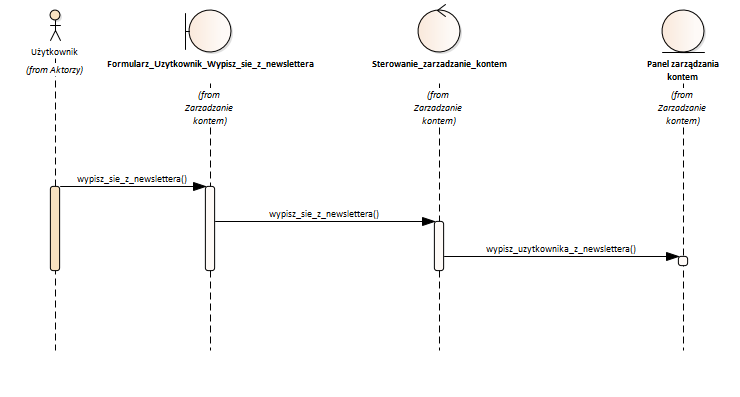 Użytkownik
(from Aktorzy)
Formularz_Uzytkownik_Wypisz_sie_z_newslettera
(from
Zarzadzanie
kontem)
Sterowanie_zarzadzanie_kontem
(from
Zarzadzanie
kontem)
Panel zarządzania
kontem
(from
Zarzadzanie
kontem)
wypisz_sie_z_newslettera()
wypisz_sie_z_newslettera()
wypisz_uzytkownika_z_newslettera()